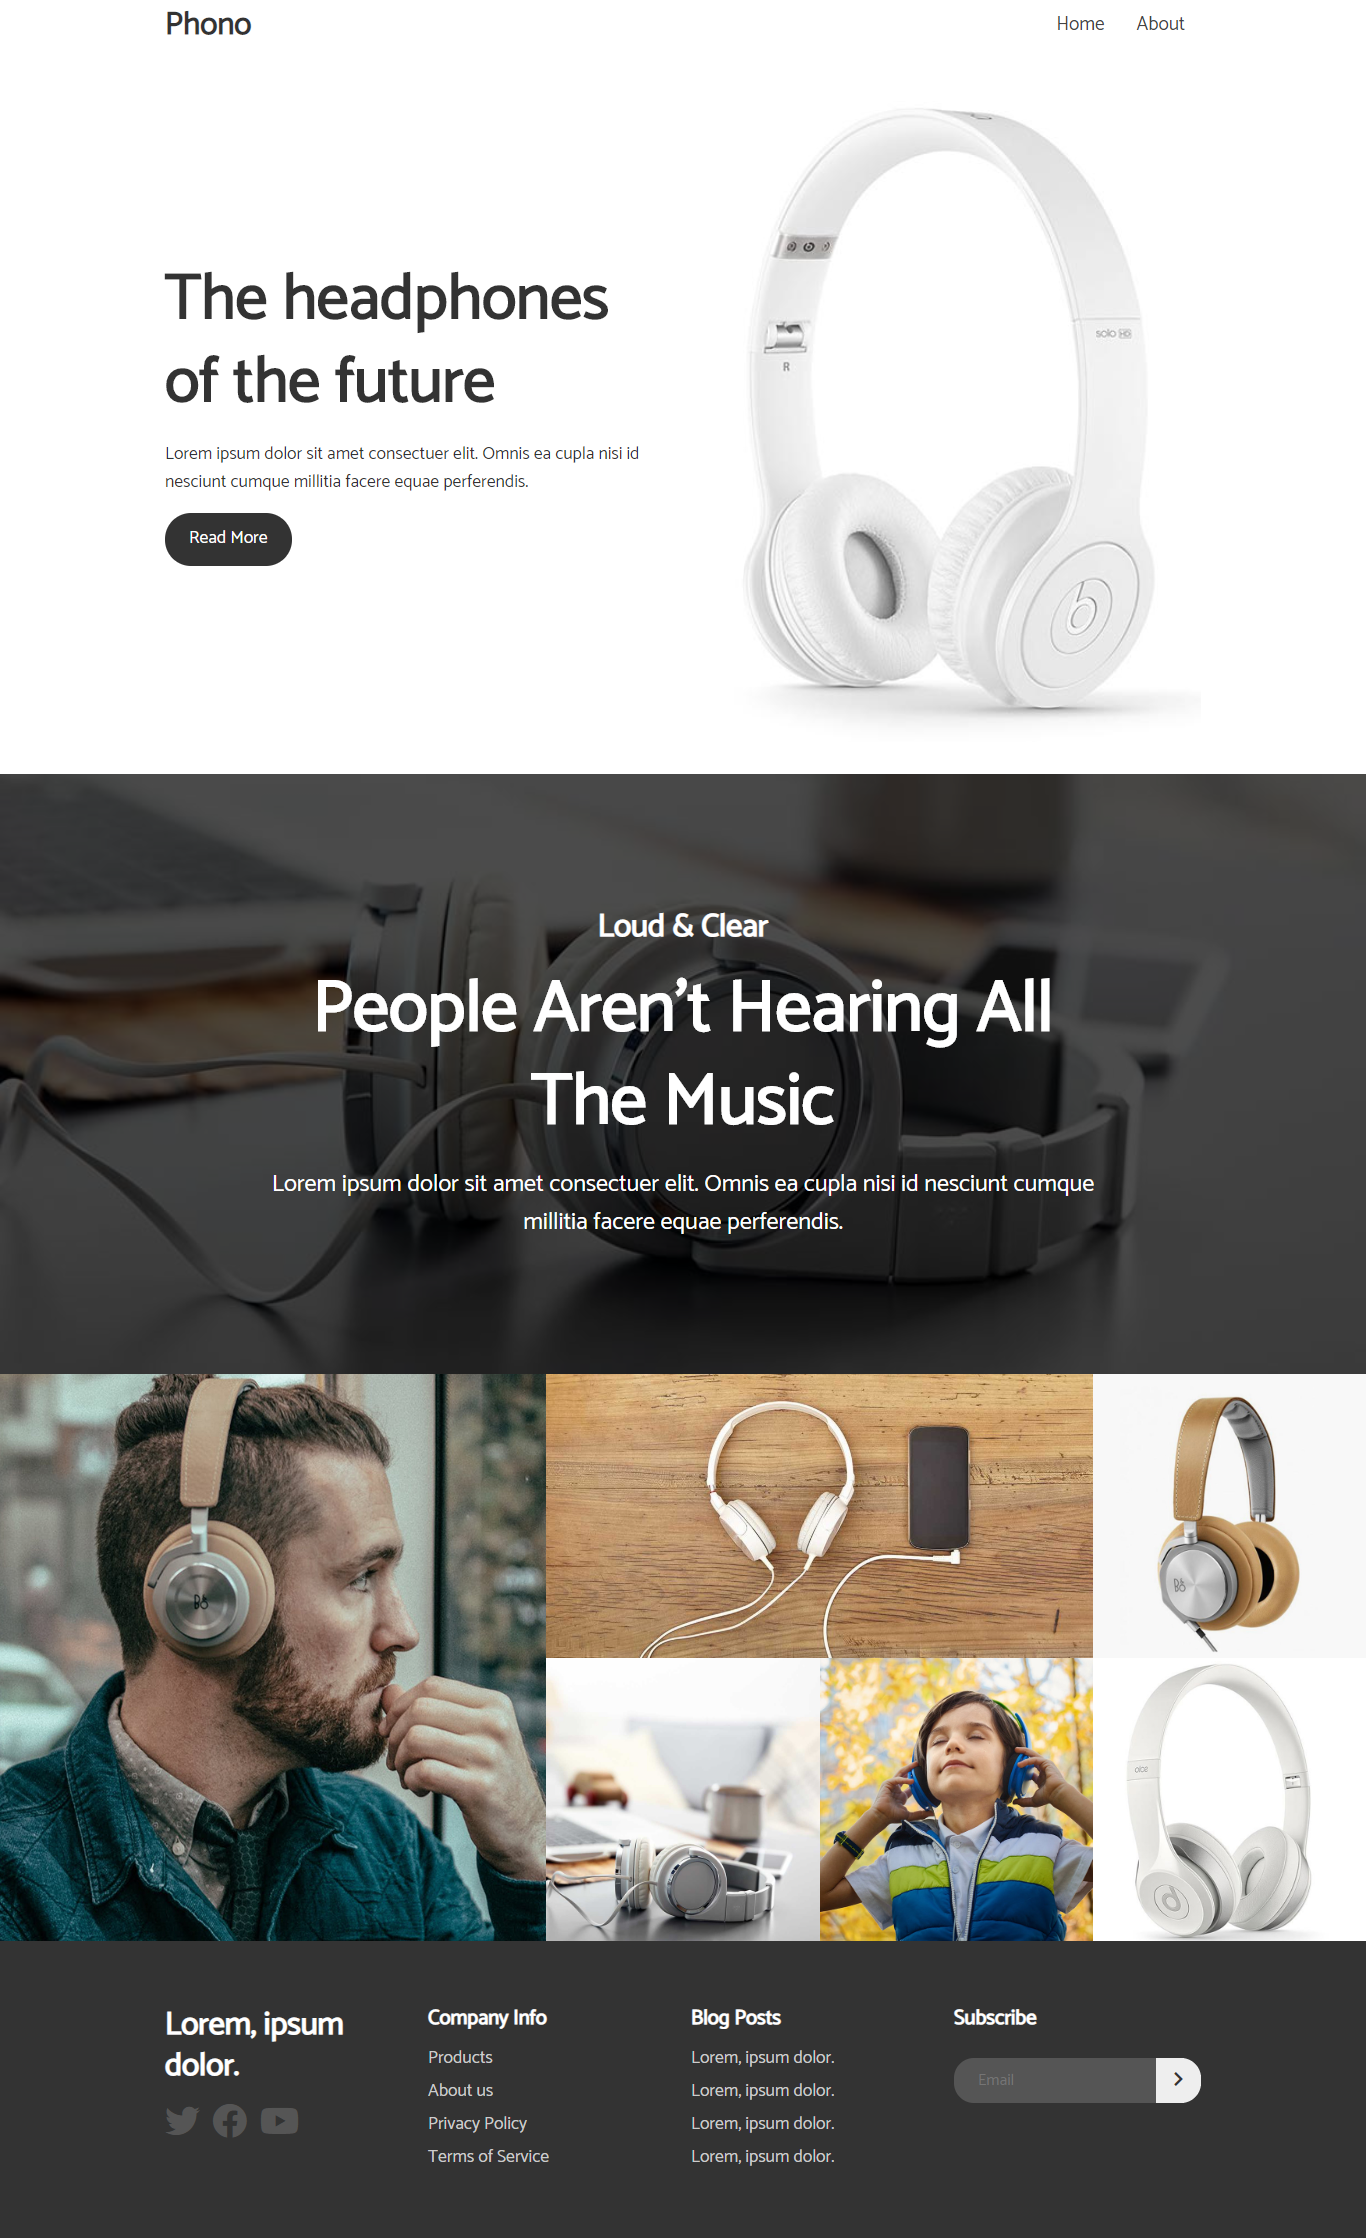 Phono
Home About
solo HD
R
The headphones
of the future
Lorem ipsum dolor sit amet consectuer elit. Omnis ea cupla nisi id
nesciunt cumque millitia facere equae perferendis.
Read More
Loud & Clear
People Aren't Hearing All
The Music
Lorem ipsum dolor sit amet consectuer elit. Omnis ea cupla nisi id nesciunt cumque
millitia facere equae perferendis.
Lorem, ipsum
dolor.
Company Info
Products
About us
Privacy Policy
Terms of Service
Blog Posts
Lorem, ipsum dolor.
Lorem, ipsum dolor.
Lorem, ipsum dolor.
Lorem, ipsum dolor.
Subscribe
Email